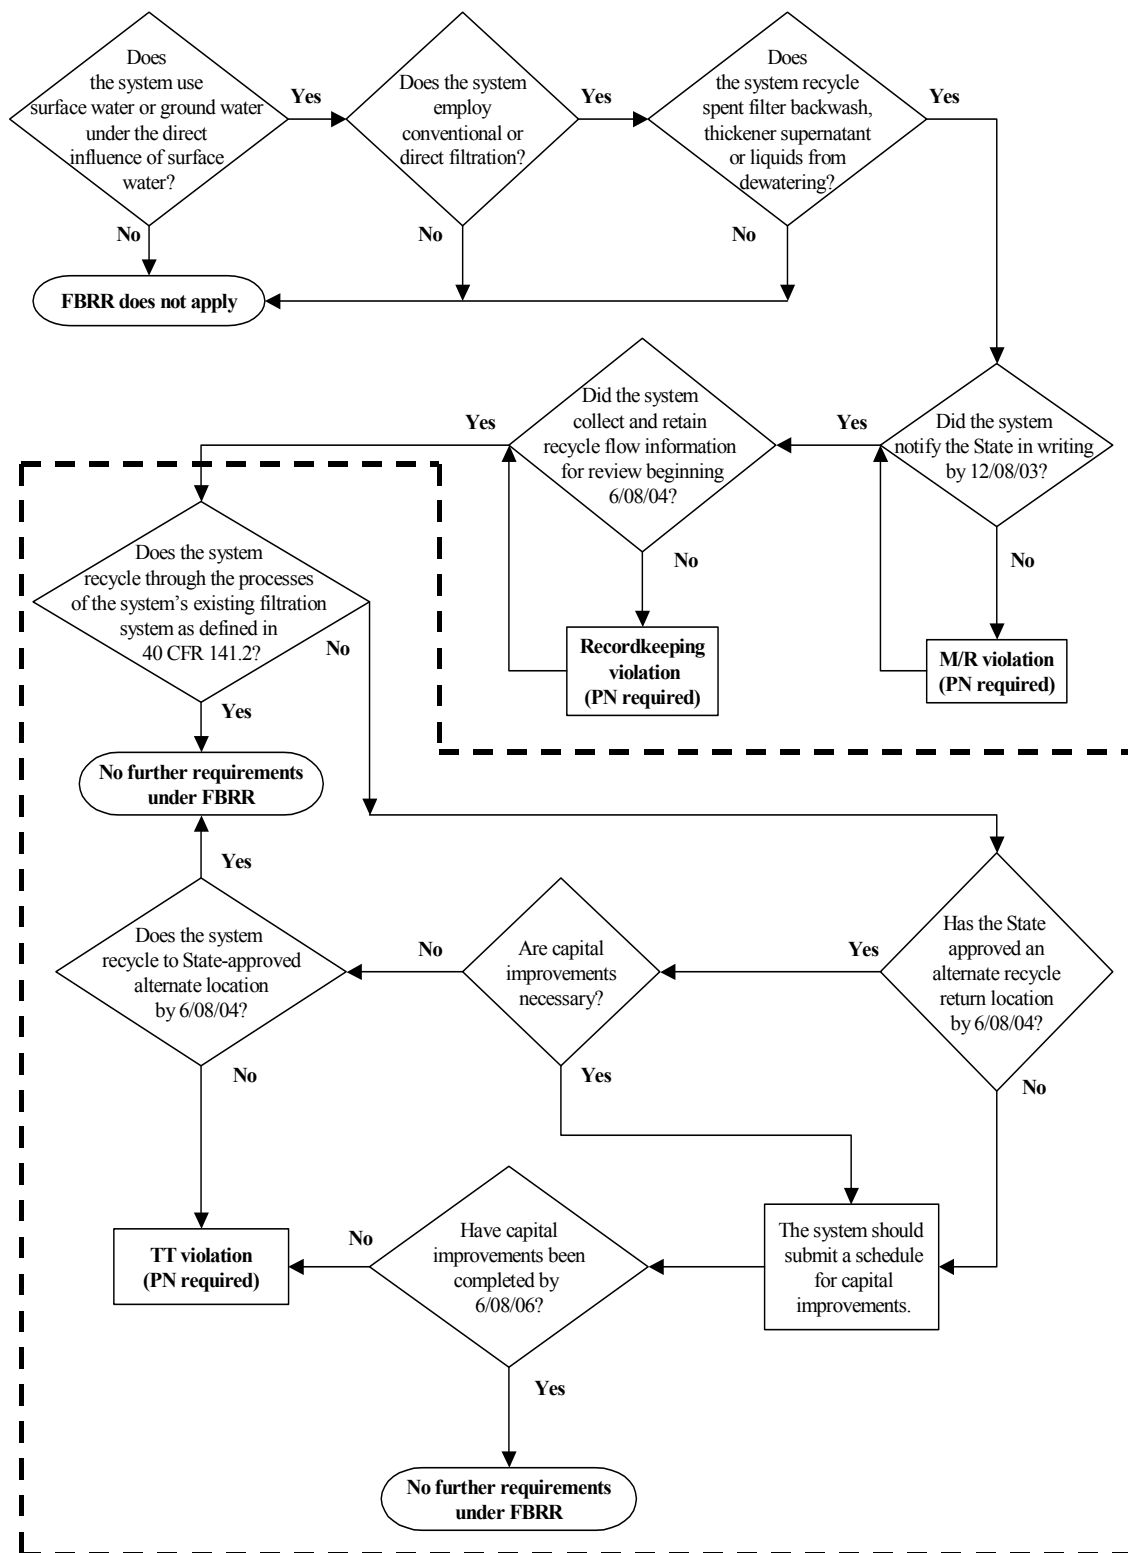 Does
the system use
surface water or ground water
under the direct
influence of surface
water?
Yes
No
Does the system
employ
conventional or
direct filtration?
Yes
No
Does
the system recycle
spent filter backwash,
thickener supernatant
or liquids from
dewatering?
Yes
No
FBRR does not apply
Did the system
notify the State in writing
by 12/08/03?
Yes
No
M/R violation
(PN required)
Did the system
collect and retain
recycle flow information
for review beginning
6/08/04?
Yes
No
Recordkeeping
violation
(PN required)
Does the system
recycle through the processes
of the system’s existing filtration
system as defined in
40 CFR 141.2?
No
Yes
No further requirements
under FBRR
Yes
Has the State
approved an
alternate recycle
return location
by 6/08/04?
Yes
No
Are capital
improvements
necessary?
No
Yes
Does the system
recycle to State-approved
alternate location
by 6/08/04?
No
The system should
submit a schedule
for capital
improvements.
Have capital
improvements been
completed by
6/08/06?
No
Yes
TT violation
(PN required)
No further requirements
under FBRR